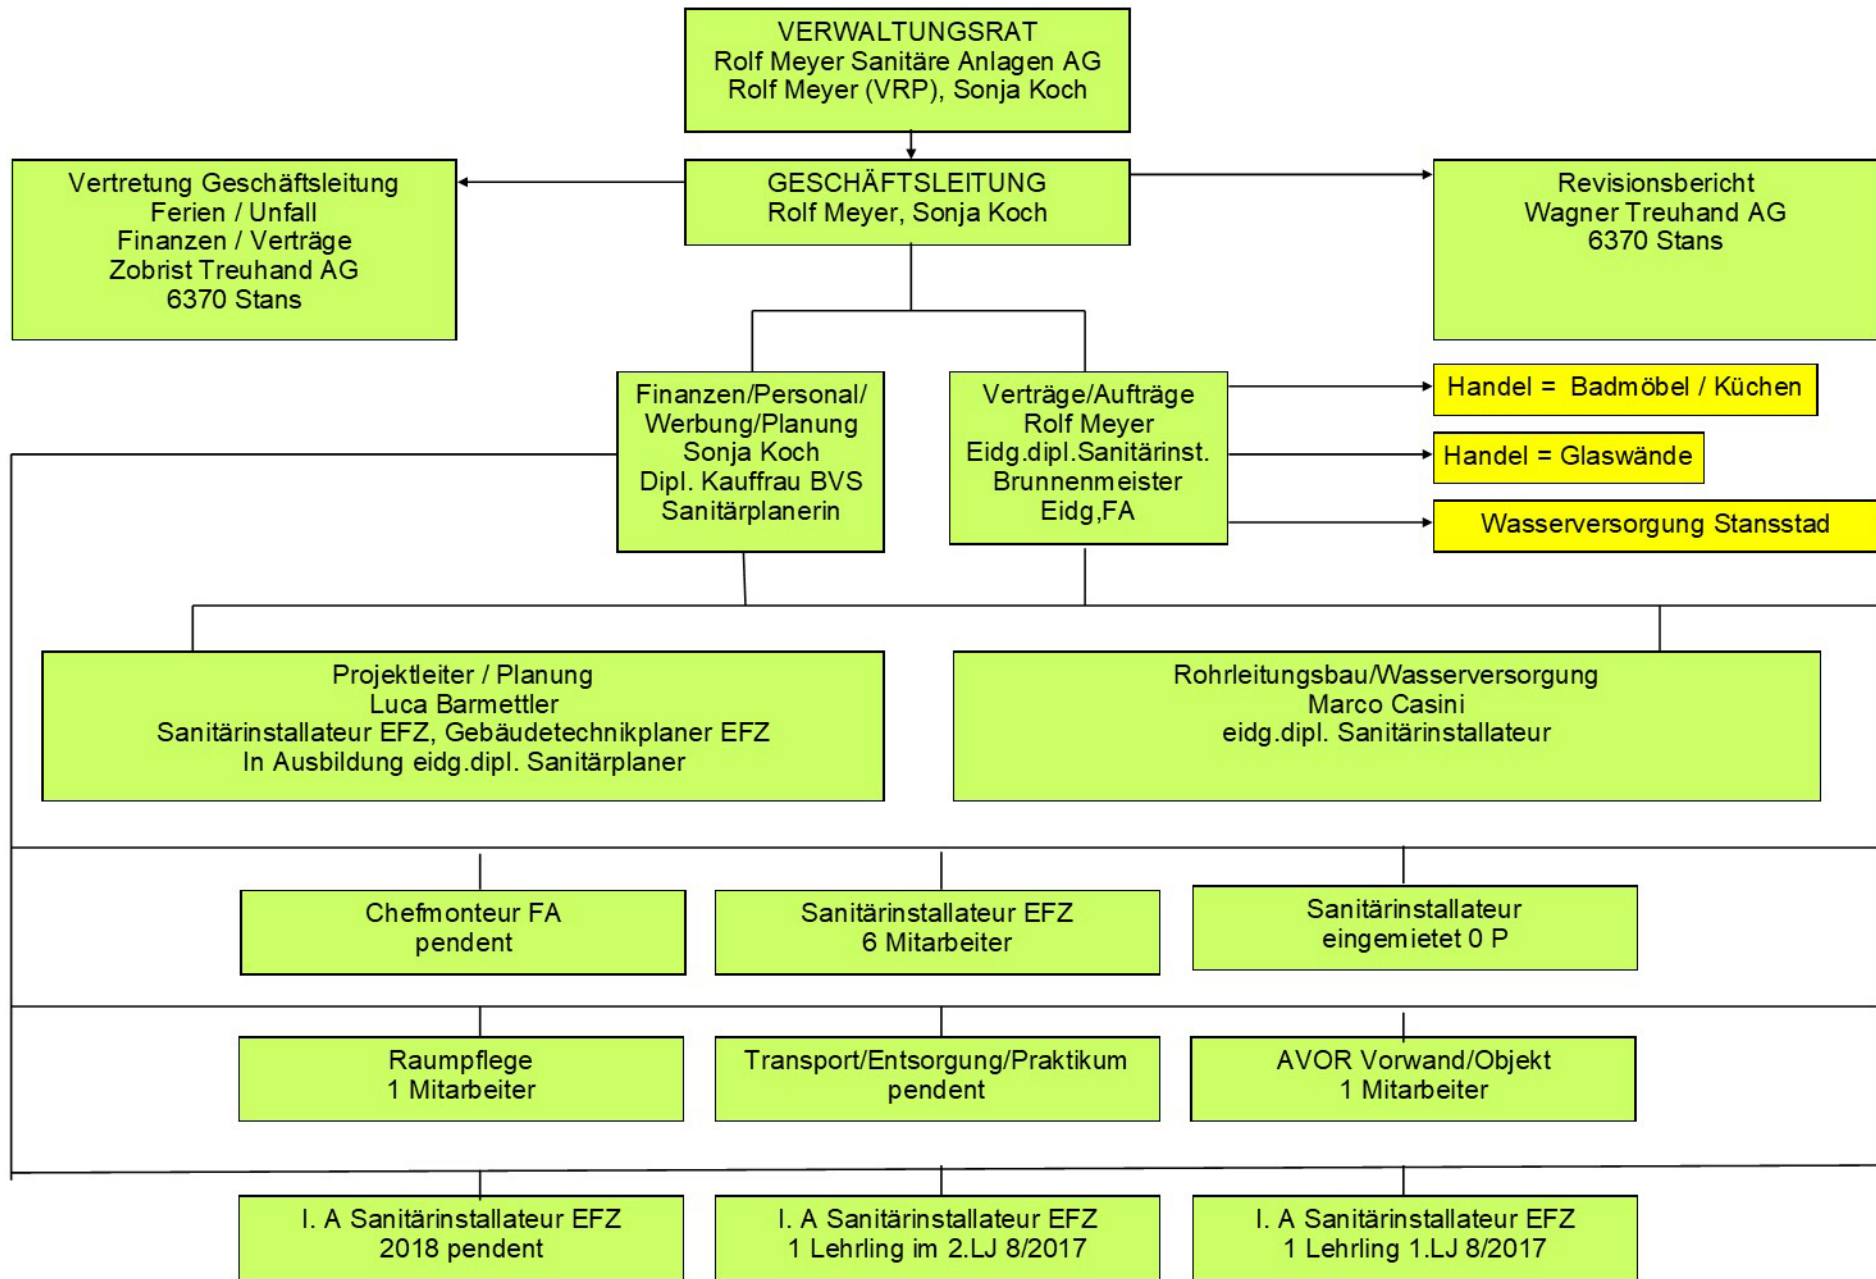 VERWALTUNGSRAT
Rolf Meyer Sanitäre Anlagen AG
Rolf Meyer (VRP), Sonja Koch
Vertretung Geschäftsleitung
Ferien / Unfall
Finanzen / Verträge
Zobrist Treuhand AG
6370 Stans
GESCHÄFTSLEITUNG
Rolf Meyer, Sonja Koch
Revisionsbericht
Wagner Treuhand AG
6370 Stans
Finanzen/Personal/
Werbung/Planung
Sonja Koch
Dipl. Kauffrau BVS
Sanitärplanerin
Verträge/Aufträge
Rolf Meyer
Eidg.dipl.Sanitärinst.
Brunnenmeister
Eidg,FA
Handel = Badmöbel / Küchen
Handel = Glaswände
Wasserversorgung Stansstad
Projektleiter / Planung
Luca Barmettler
Sanitärinstallateur EFZ, Gebäudetechnikplaner EFZ
In Ausbildung eidg.dipl. Sanitärplaner
Rohrleitungsbau/Wasserversorgung
Marco Casini
eidg.dipl. Sanitärinstallateur
Chefmonteur FA
pendent
Sanitärinstallateur EFZ
6 Mitarbeiter
Sanitärinstallateur
eingemietet 0 P
Raumpflege
1 Mitarbeiter
Transport/Entsorgung/Praktikum
pendent
AVOR Vorwand/Objekt
1 Mitarbeiter
I. A Sanitärinstallateur EFZ
2018 pendent
I. A Sanitärinstallateur EFZ
1 Lehrling im 2.LJ 8/2017
I. A Sanitärinstallateur EFZ
1 Lehrling 1.LJ 8/2017